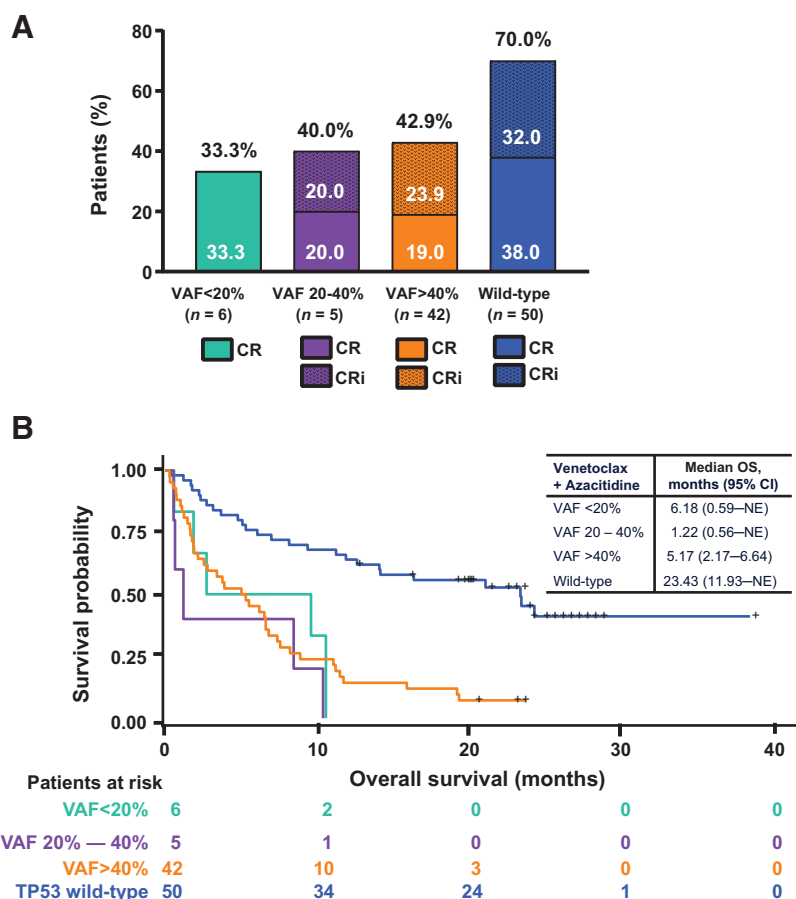 A
80
60
40
20
0
Patients (%)
33.3%
40.0%
42.9%
70.0%
33.3
20.0
20.0
23.9
19.0
32.0
38.0
VAF<20%
(n = 6)
VAF 20-40%
(n = 5)
VAF>40%
(n = 42)
Wild-type
(n = 50)
CR
CR
CRi
CR
CRi
CR
CRi
B
1.00
0.75
0.50
0.25
0.00
Survival probability
Venetoclax + Azacitidine
Median OS, months (95% CI)
VAF <20% 6.18 (0.59–NE)
VAF 20 – 40% 1.22 (0.56–NE)
VAF >40% 5.17 (2.17–6.64)
Wild-type 23.43 (11.93–NE)
0 10 20 30 40
Overall survival (months)
Patients at risk
VAF<20% 6 2 0 0 0
VAF 20% — 40% 5 1 0 0 0
VAF>40% 42 10 3 0 0
TP53 wild-type 50 34 24 1 0